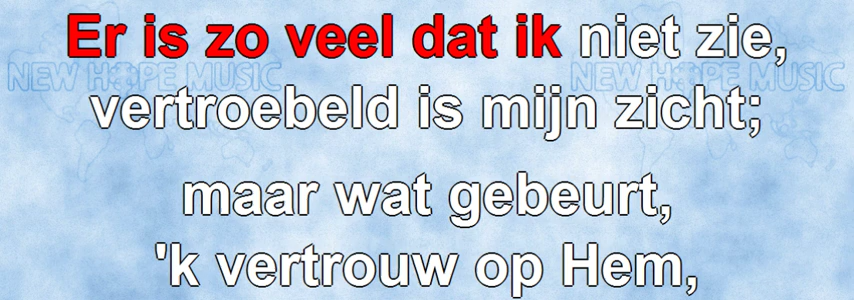 Er is zo veel dat ik niet zie,
NEW HOPE MUSIC NEW HOPE MUSIC
vertroebeld is mijn zicht;
maar wat gebeurt,
'k vertrouw op Hem,